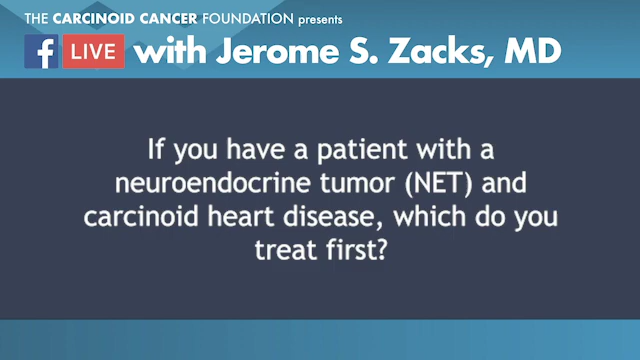 THE CARCINOID CANCER FOUNDATION presents
f LIVE with Jerome S. Zacks, MD
If you have a patient with a
neuroendocrine tumor (NET) and
carcinoid heart disease, which do you
treat first?